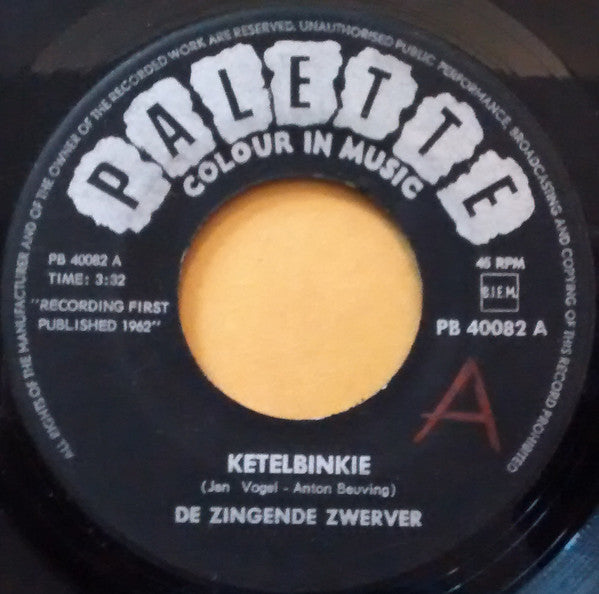 ALL RIGHTS OF THE MANUFACTURER AND OF THE OWNER OF THE RECORDED WORK ARE RESERVED. UNAUTHORISED PUBLIC PERFORMANCE, BROADCASTING AND COPYING OF THIS RECORD PROHIBITED
PALETTE
COLOUR IN MUSIC
PB 40082 A
TIME: 3:32
"RECORDING FIRST
PUBLISHED 1962"
45 RPM
B.I.E.M.
PB 40082 A
A
KETELBINKIE
(Jan Vogel - Anton Beuving)
DE ZINGENDE ZWERVER